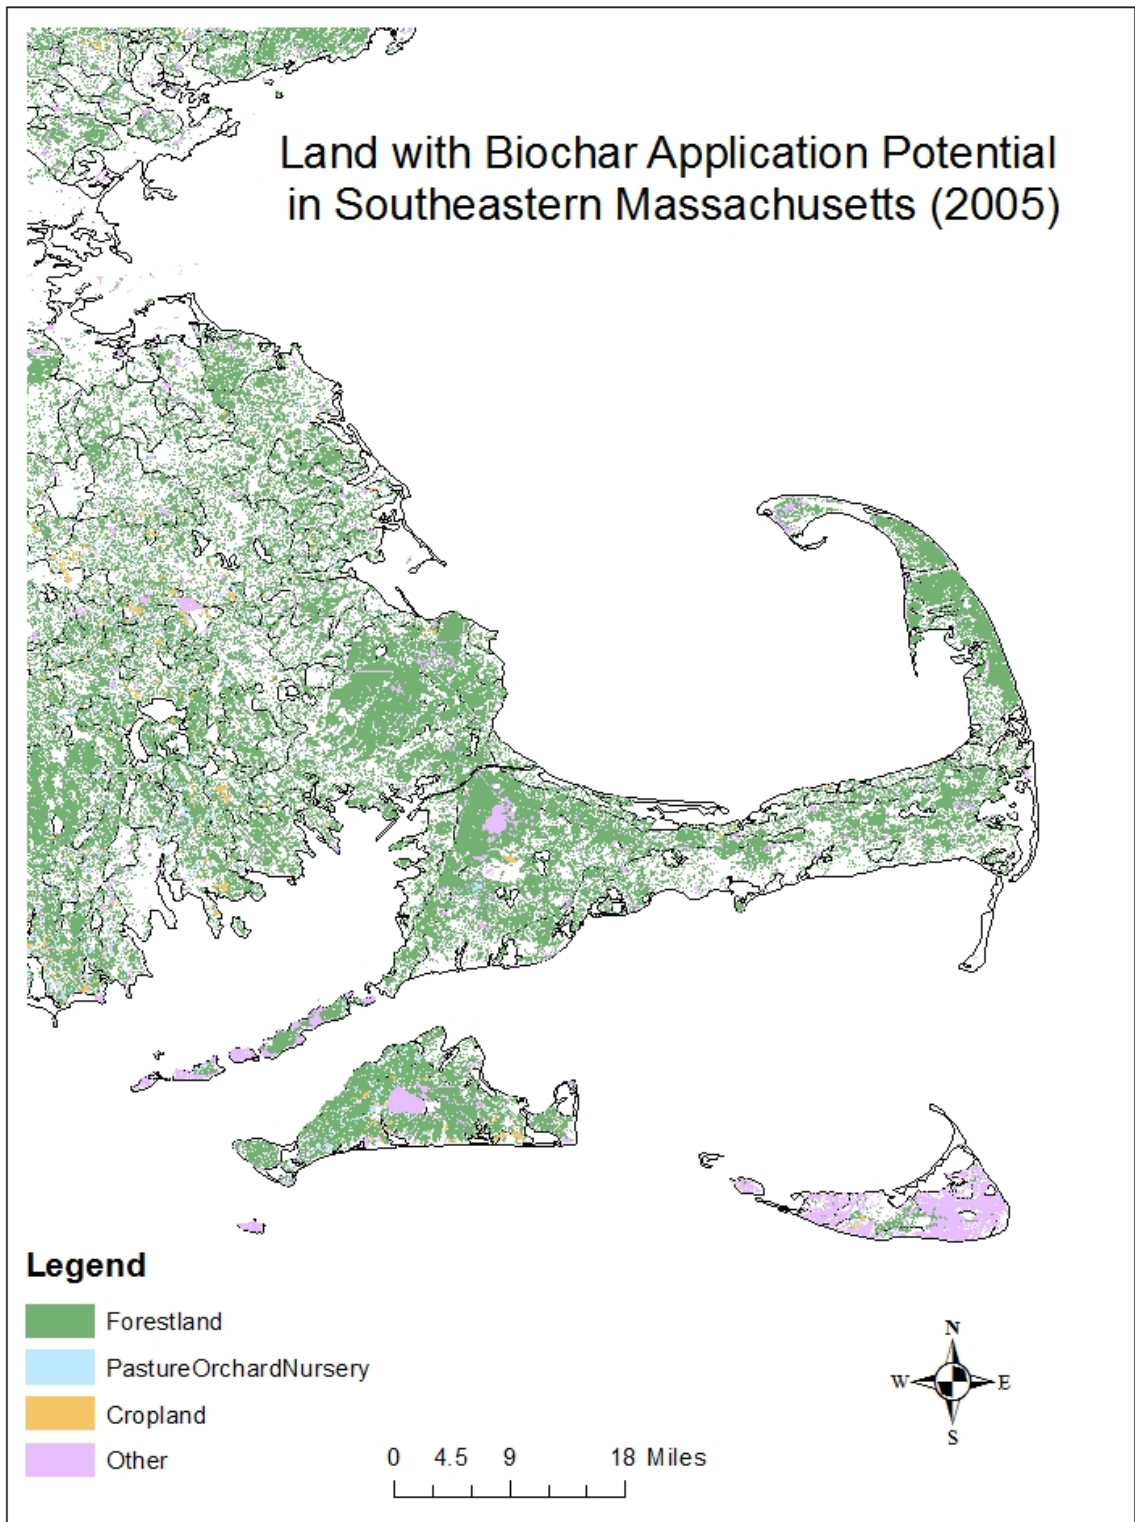 Land with Biochar Application Potential
in Southeastern Massachusetts (2005)
Legend
Forestland
PastureOrchardNursery
Cropland
Other
N
W E
S
0 4.5 9 18 Miles